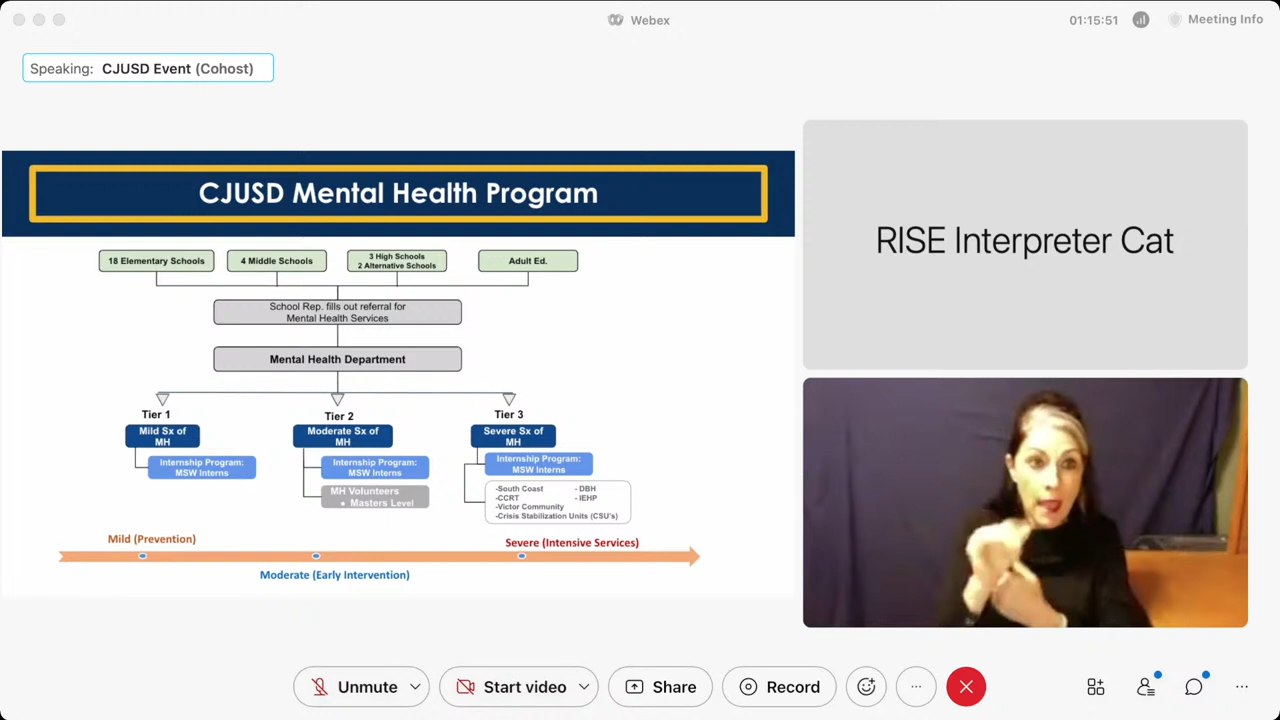 Webex
01:15:51
Meeting Info
Speaking: CJUSD Event (Cohost)
CJUSD Mental Health Program
18 Elementary Schools
4 Middle Schools
3 High Schools
2 Alternative Schools
Adult Ed.
School Rep. fills out referral for
Mental Health Services
Mental Health Department
Tier 1
Mild Sx of
MH
Internship Program:
MSW Interns
Tier 2
Moderate Sx of
MH
Internship Program:
MSW Interns
MH Volunteers
• Masters Level
Tier 3
Severe Sx of
MH
Internship Program:
MSW Interns
-South Coast - DBH
-CCRT - IEHP
-Victor Community
-Crisis Stabilization Units (CSU's)
Mild (Prevention)
Moderate (Early Intervention)
Severe (Intensive Services)
RISE Interpreter Cat
Unmute
Start video
Share
Record